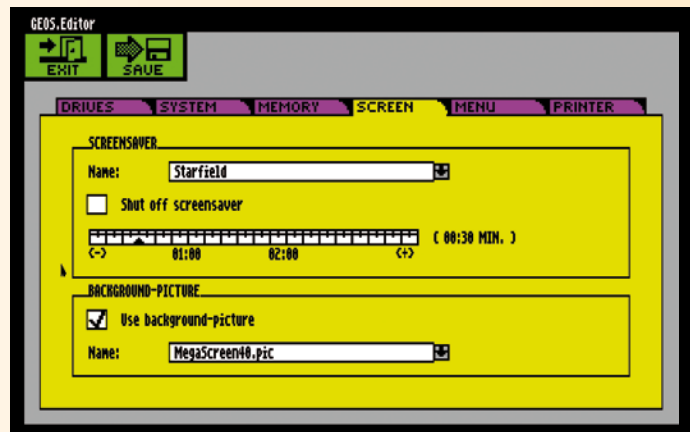 GEOS.Editor
EXIT SAVE
DRIVES SYSTEM MEMORY SCREEN MENU PRINTER
SCREENSAVER
Name: Starfield
Shut off screensaver
( 00:30 MIN. )
(-) 01:00 02:00 (+)
BACKGROUND-PICTURE
Use background-picture
Name: MegaScreen40.pic